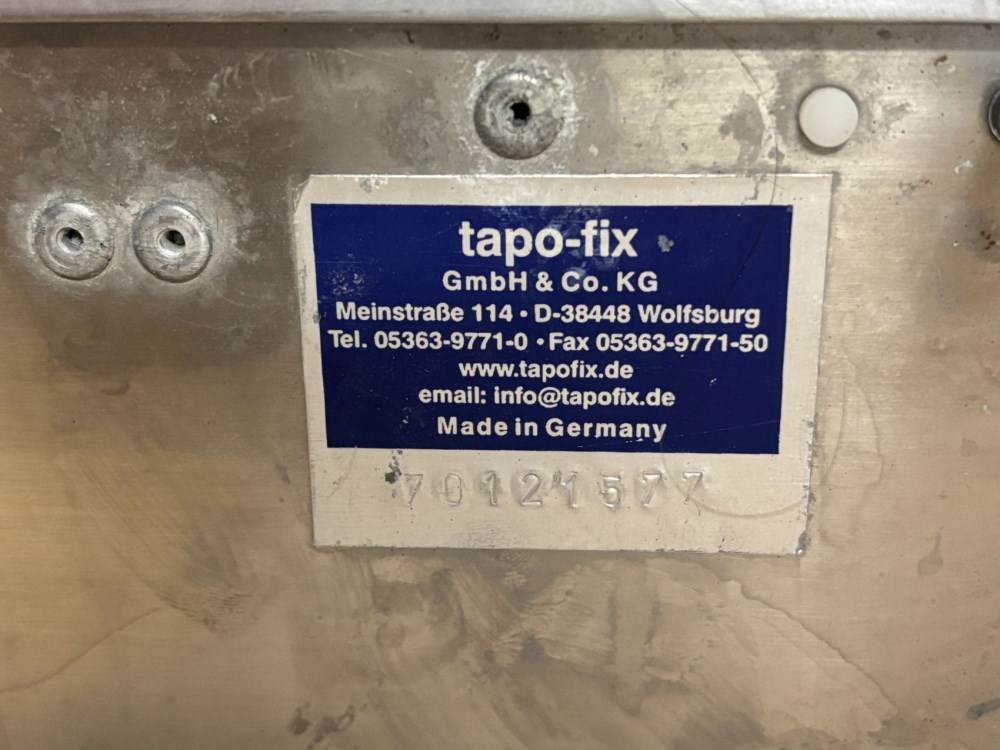 tapo-fix
GmbH & Co. KG
Meinstraße 114 • D-38448 Wolfsburg
Tel. 05363-9771-0 • Fax 05363-9771-50
www.tapofix.de
email: info@tapofix.de
Made in Germany
70121577